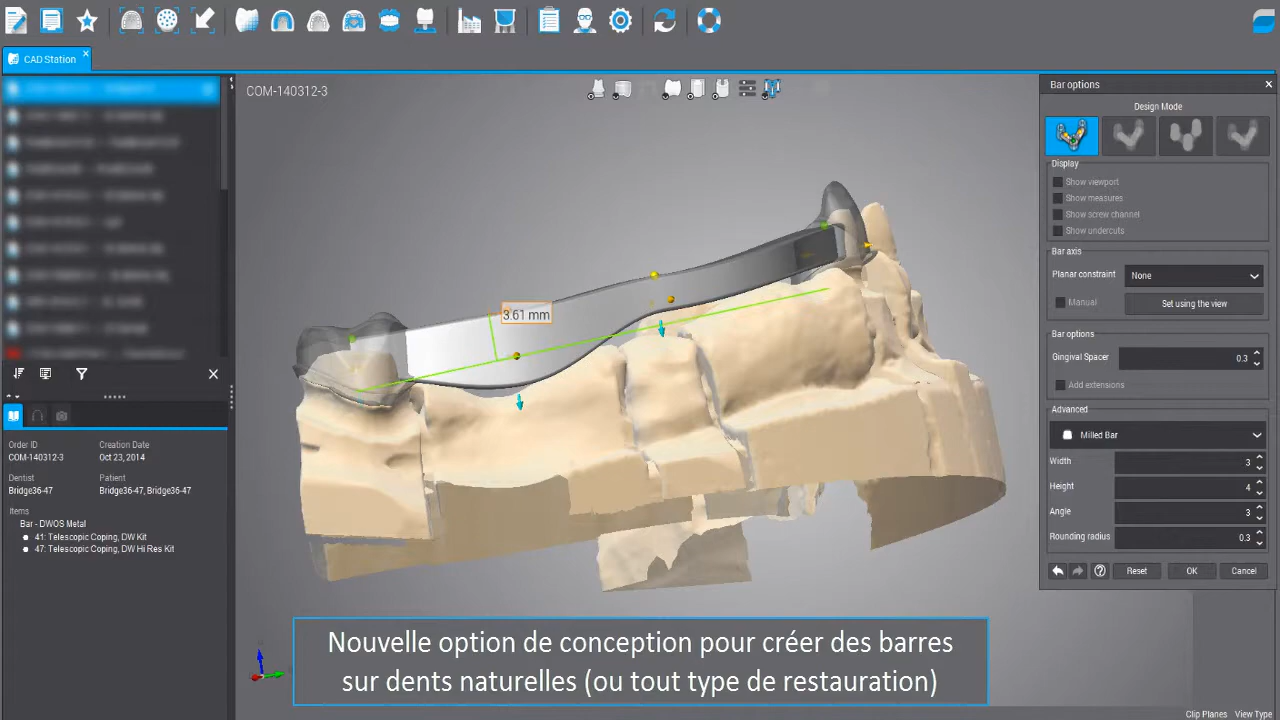 CAD Station
COM-140312-3
3.61 mm
Order ID
Creation Date
COM-140312-3
Oct 23, 2014
Dentist
Patient
Bridge36-47
Bridge36-47, Bridge36-47
Items
Bar - DWOS Metal
41: Telescopic Coping, DW Kit
47: Telescopic Coping, DW Hi Res Kit
Bar options
Design Mode
Display
Show viewport
Show measures
Show screw channel
Show undercuts
Bar axis
Planar constraint
None
Manual
Set using the view
Bar options
Gingival Spacer
0.3
Add extensions
Advanced
Milled Bar
Width
3
Height
4
Angle
3
Rounding radius
0.3
Reset
OK
Cancel
Nouvelle option de conception pour créer des barres
sur dents naturelles (ou tout type de restauration)
Clip Planes
View Type